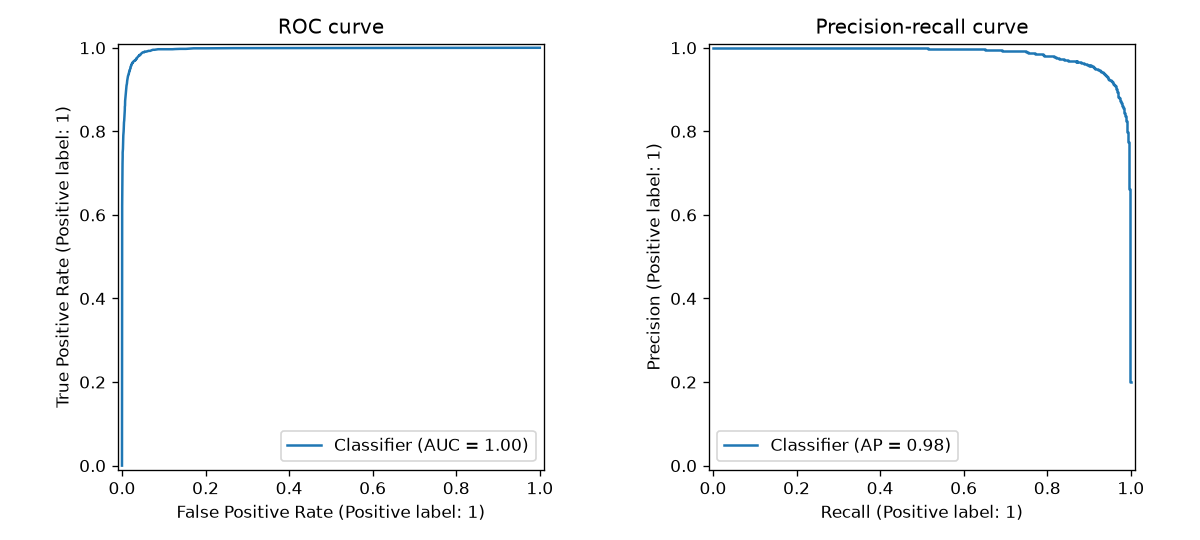 ROC curve
1.0
0.8
0.6
0.4
0.2
0.0
True Positive Rate (Positive label: 1)
Classifier (AUC = 1.00)
0.0 0.2 0.4 0.6 0.8 1.0
False Positive Rate (Positive label: 1)
Precision-recall curve
1.0
0.8
0.6
0.4
0.2
0.0
Precision (Positive label: 1)
Classifier (AP = 0.98)
0.0 0.2 0.4 0.6 0.8 1.0
Recall (Positive label: 1)